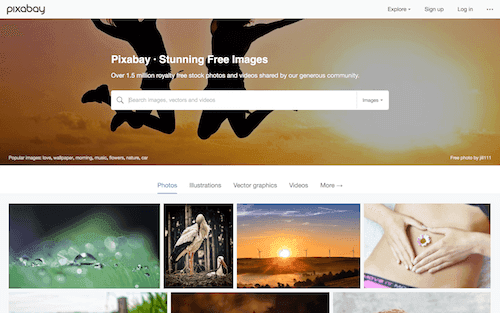 pixabay
Explore ▾ Sign up Log in •••
Pixabay · Stunning Free Images
Over 1.5 million royalty free stock photos and videos shared by our generous community.
Search images, vectors and videos
Images ▾
Popular Images: love, wallpaper, morning, music, flowers, nature, car
Free photo by jill111
Photos Illustrations Vector graphics Videos More →